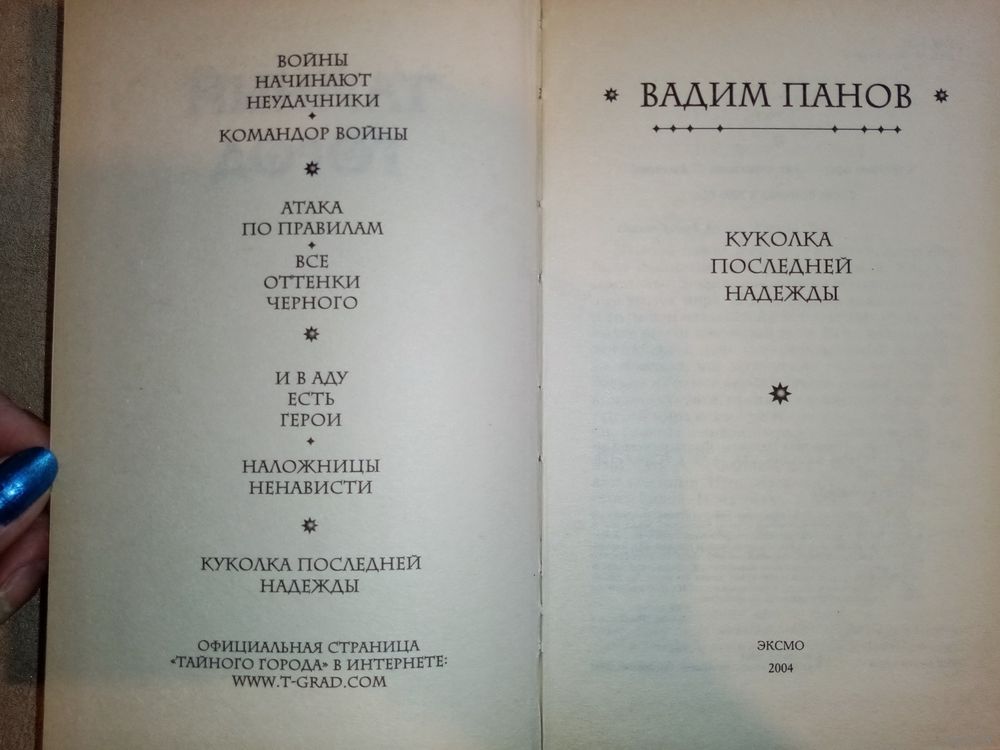 ВОЙНЫ
НАЧИНАЮТ
НЕУДАЧНИКИ
КОМАНДОР ВОЙНЫ
АТАКА
ПО ПРАВИЛАМ
ВСЕ
ОТТЕНКИ
ЧЕРНОГО
И В АДУ
ЕСТЬ
ГЕРОИ
НАЛОЖНИЦЫ
НЕНАВИСТИ
КУКОЛКА ПОСЛЕДНЕЙ
НАДЕЖДЫ
ОФИЦИАЛЬНАЯ СТРАНИЦА
«ТАЙНОГО ГОРОДА» В ИНТЕРНЕТЕ:
WWW.T-GRAD.COM
ВАДИМ ПАНОВ
КУКОЛКА
ПОСЛЕДНЕЙ
НАДЕЖДЫ
ЭКСМО
2004